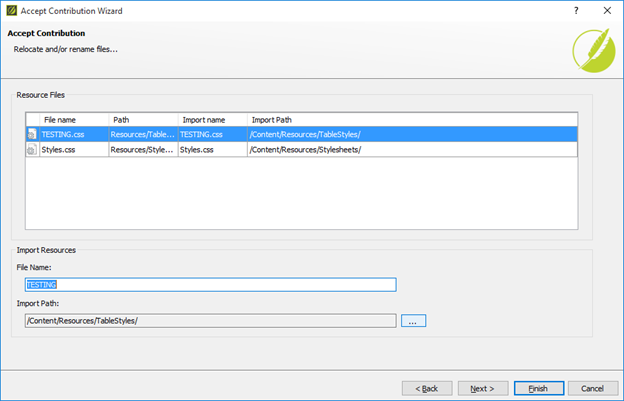 Accept Contribution Wizard
Accept Contribution
Relocate and/or rename files...
Resource Files
File name Path Import name Import Path
TESTING.css Resources/Table... TESTING.css /Content/Resources/TableStyles/
Styles.css Resources/Style... Styles.css /Content/Resources/Stylesheets/
Import Resources
File Name:
TESTING
Import Path:
/Content/Resources/TableStyles/ ...
< Back Next > Finish Cancel